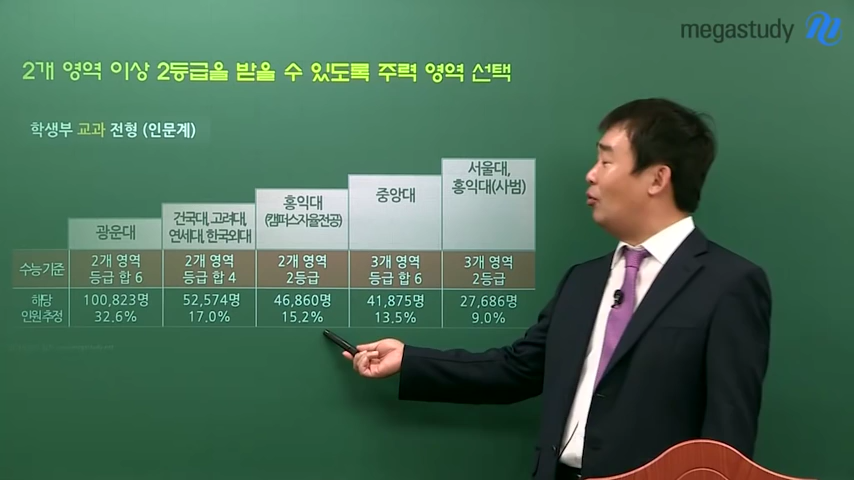 megastudy
2개 영역 이상 2등급을 받을 수 있도록 주력 영역 선택
학생부 교과 전형 (인문계)
광운대
건국대, 고려대,
연세대, 한국외대
홍익대
(캠퍼스자율전공)
중앙대
서울대,
홍익대(사범)
수능기준
2개 영역
등급 합 6
2개 영역
등급 합 4
2개 영역
2등급
3개 영역
등급 합 6
3개 영역
2등급
해당
인원추정
100,823명
32.6%
52,574명
17.0%
46,860명
15.2%
41,875명
13.5%
27,686명
9.0%